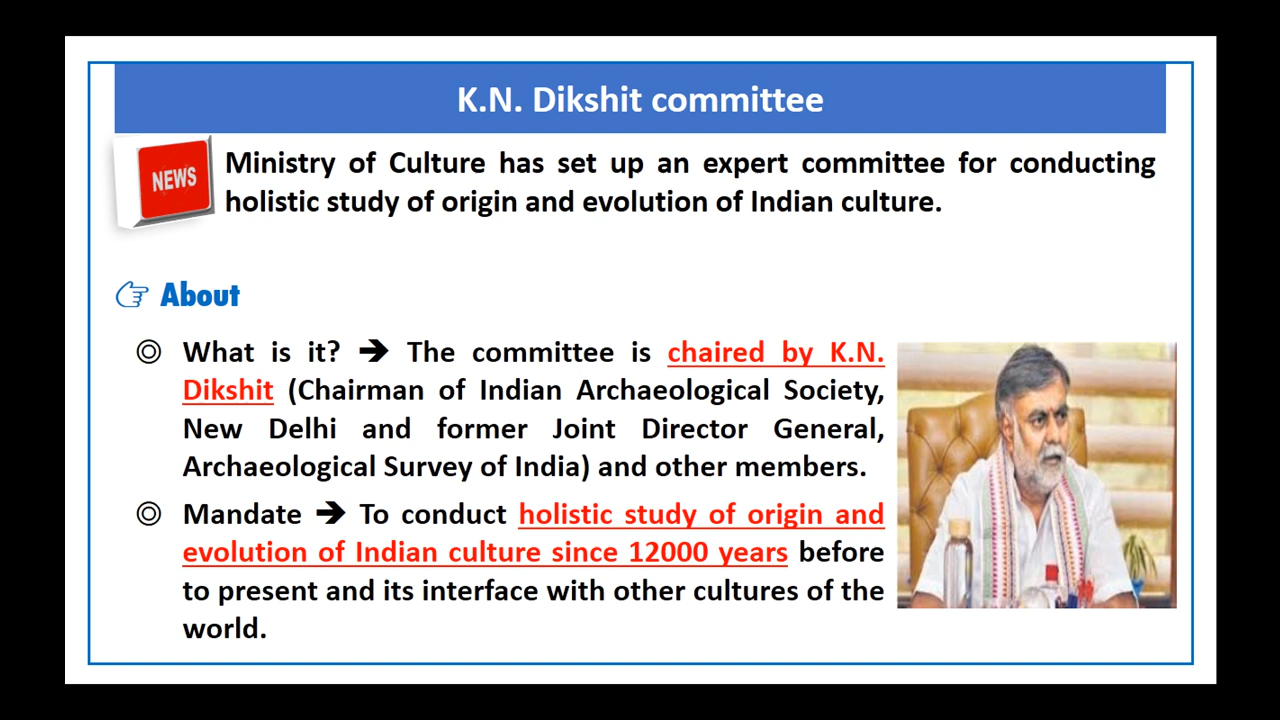 K.N. Dikshit committee
NEWS
Ministry of Culture has set up an expert committee for conducting
holistic study of origin and evolution of Indian culture.
About
What is it? ➔ The committee is chaired by K.N.
Dikshit (Chairman of Indian Archaeological Society,
New Delhi and former Joint Director General,
Archaeological Survey of India) and other members.
Mandate ➔ To conduct holistic study of origin and
evolution of Indian culture since 12000 years before
to present and its interface with other cultures of the
world.